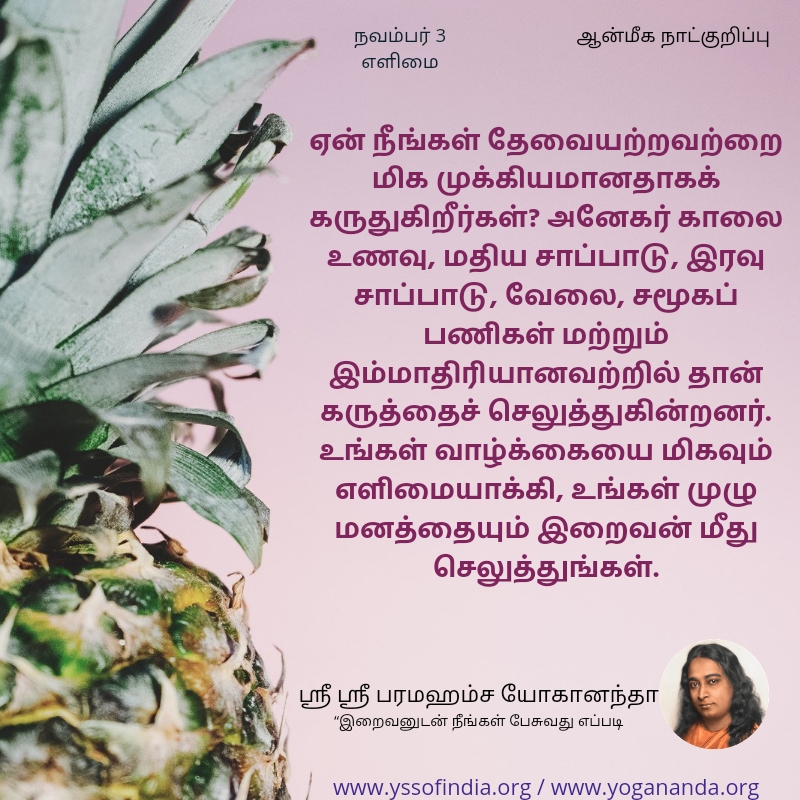 நவம்பர் 3
எளிமை
ஆன்மீக நாட்குறிப்பு
ஏன் நீங்கள் தேவையற்றவற்றை
மிக முக்கியமானதாகக்
கருதுகிறீர்கள்? அனேகர் காலை
உணவு, மதிய சாப்பாடு, இரவு
சாப்பாடு, வேலை, சமூகப்
பணிகள் மற்றும்
இம்மாதிரியானவற்றில் தான்
கருத்தைச் செலுத்துகின்றனர்.
உங்கள் வாழ்க்கையை மிகவும்
எளிமையாக்கி, உங்கள் முழு
மனத்தையும் இறைவன் மீது
செலுத்துங்கள்.
ஸ்ரீ ஸ்ரீ பரமஹம்ச யோகானந்தா
“இறைவனுடன் நீங்கள் பேசுவது எப்படி
www.yssofindia.org / www.yogananda.org